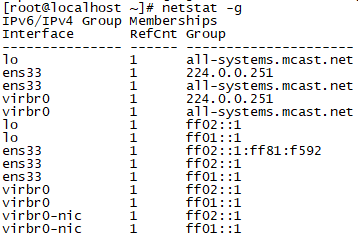 [root@localhost ~]# netstat -g
IPv6/IPv4 Group Memberships
Interface       RefCnt Group
--------------- ------ ---------------------
lo              1      all-systems.mcast.net
ens33           1      224.0.0.251
ens33           1      all-systems.mcast.net
virbr0          1      224.0.0.251
virbr0          1      all-systems.mcast.net
lo              1      ff02::1
lo              1      ff01::1
ens33           1      ff02::1:ff81:f592
ens33           1      ff02::1
ens33           1      ff01::1
virbr0          1      ff02::1
virbr0          1      ff01::1
virbr0-nic      1      ff02::1
virbr0-nic      1      ff01::1